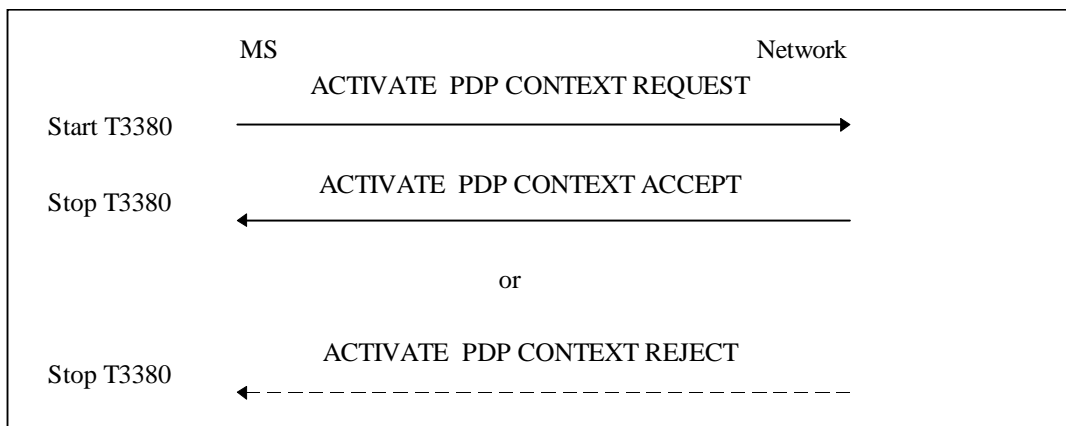 MS
Network
ACTIVATE PDP CONTEXT REQUEST
Start T3380
ACTIVATE PDP CONTEXT ACCEPT
Stop T3380
or
ACTIVATE PDP CONTEXT REJECT
Stop T3380